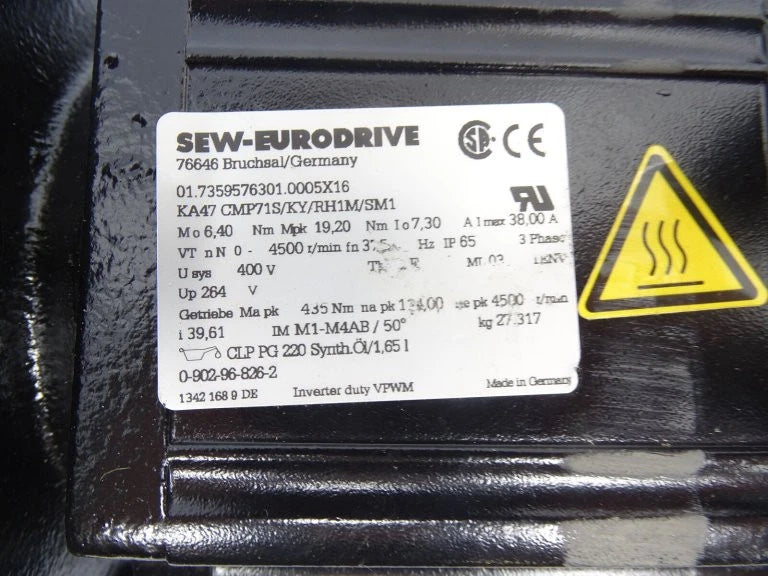 SEW-EURODRIVE
76646 Bruchsal/Germany
CSA CE
01.7359576301.0005X16
KA47 CMP71S/KY/RH1M/SM1
Mo 6,40 Nm Mpk 19,20 Nm Io 7,30 A Imax 38,00 A
VT nN 0 - 4500 r/min fn Hz IP 65 3 Phase
U sys 400 V
Up 264 V
Getriebe Ma pk 435 Nm na pk pk 4500 r/min
i 39,61 IM M1-M4AB / 50° kg 27.317
CLP PG 220 Synth.Öl/1,65 l
0-902-96-826-2
1342 168 9 DE Inverter duty VPWM Made in Germany